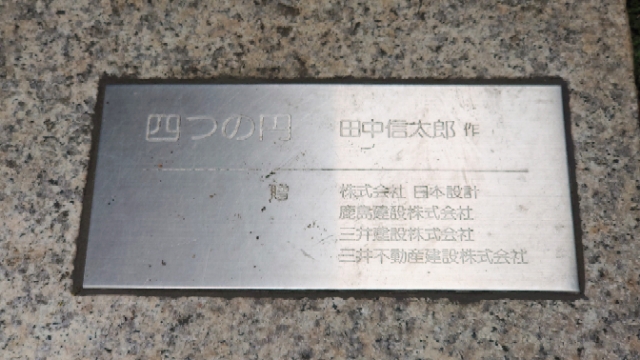 四つの円 田中信太郎 作
贈 株式会社 日本設計
鹿島建設株式会社
三井建設株式会社
三井不動産建設株式会社